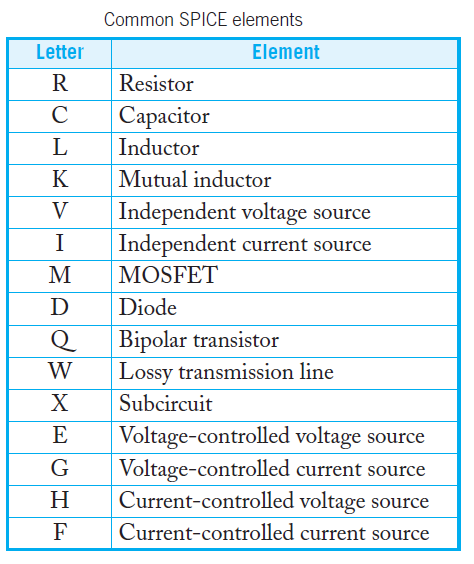 Common SPICE elements
Letter Element
R Resistor
C Capacitor
L Inductor
K Mutual inductor
V Independent voltage source
I Independent current source
M MOSFET
D Diode
Q Bipolar transistor
W Lossy transmission line
X Subcircuit
E Voltage-controlled voltage source
G Voltage-controlled current source
H Current-controlled voltage source
F Current-controlled current source